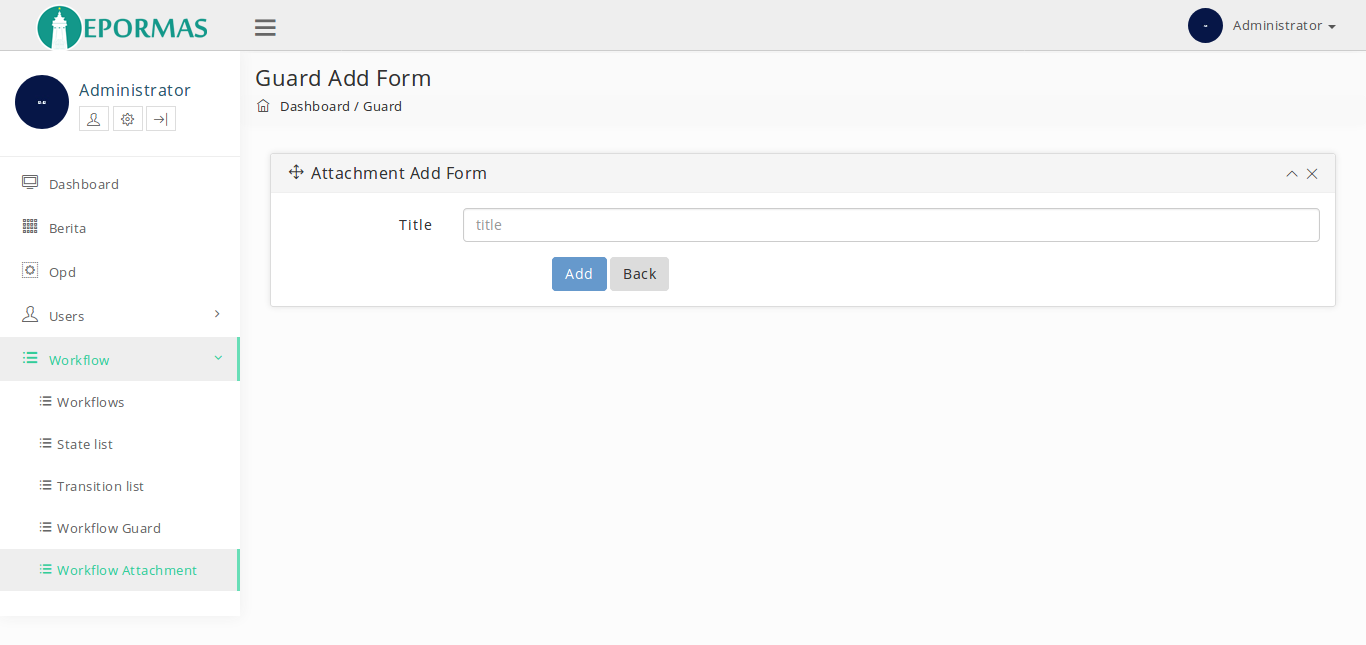 EPORMAS
Administrator
Administrator
Dashboard
Berita
Opd
Users
Workflow
Workflows
State list
Transition list
Workflow Guard
Workflow Attachment
Guard Add Form
Dashboard / Guard
Attachment Add Form
Title
title
Add
Back